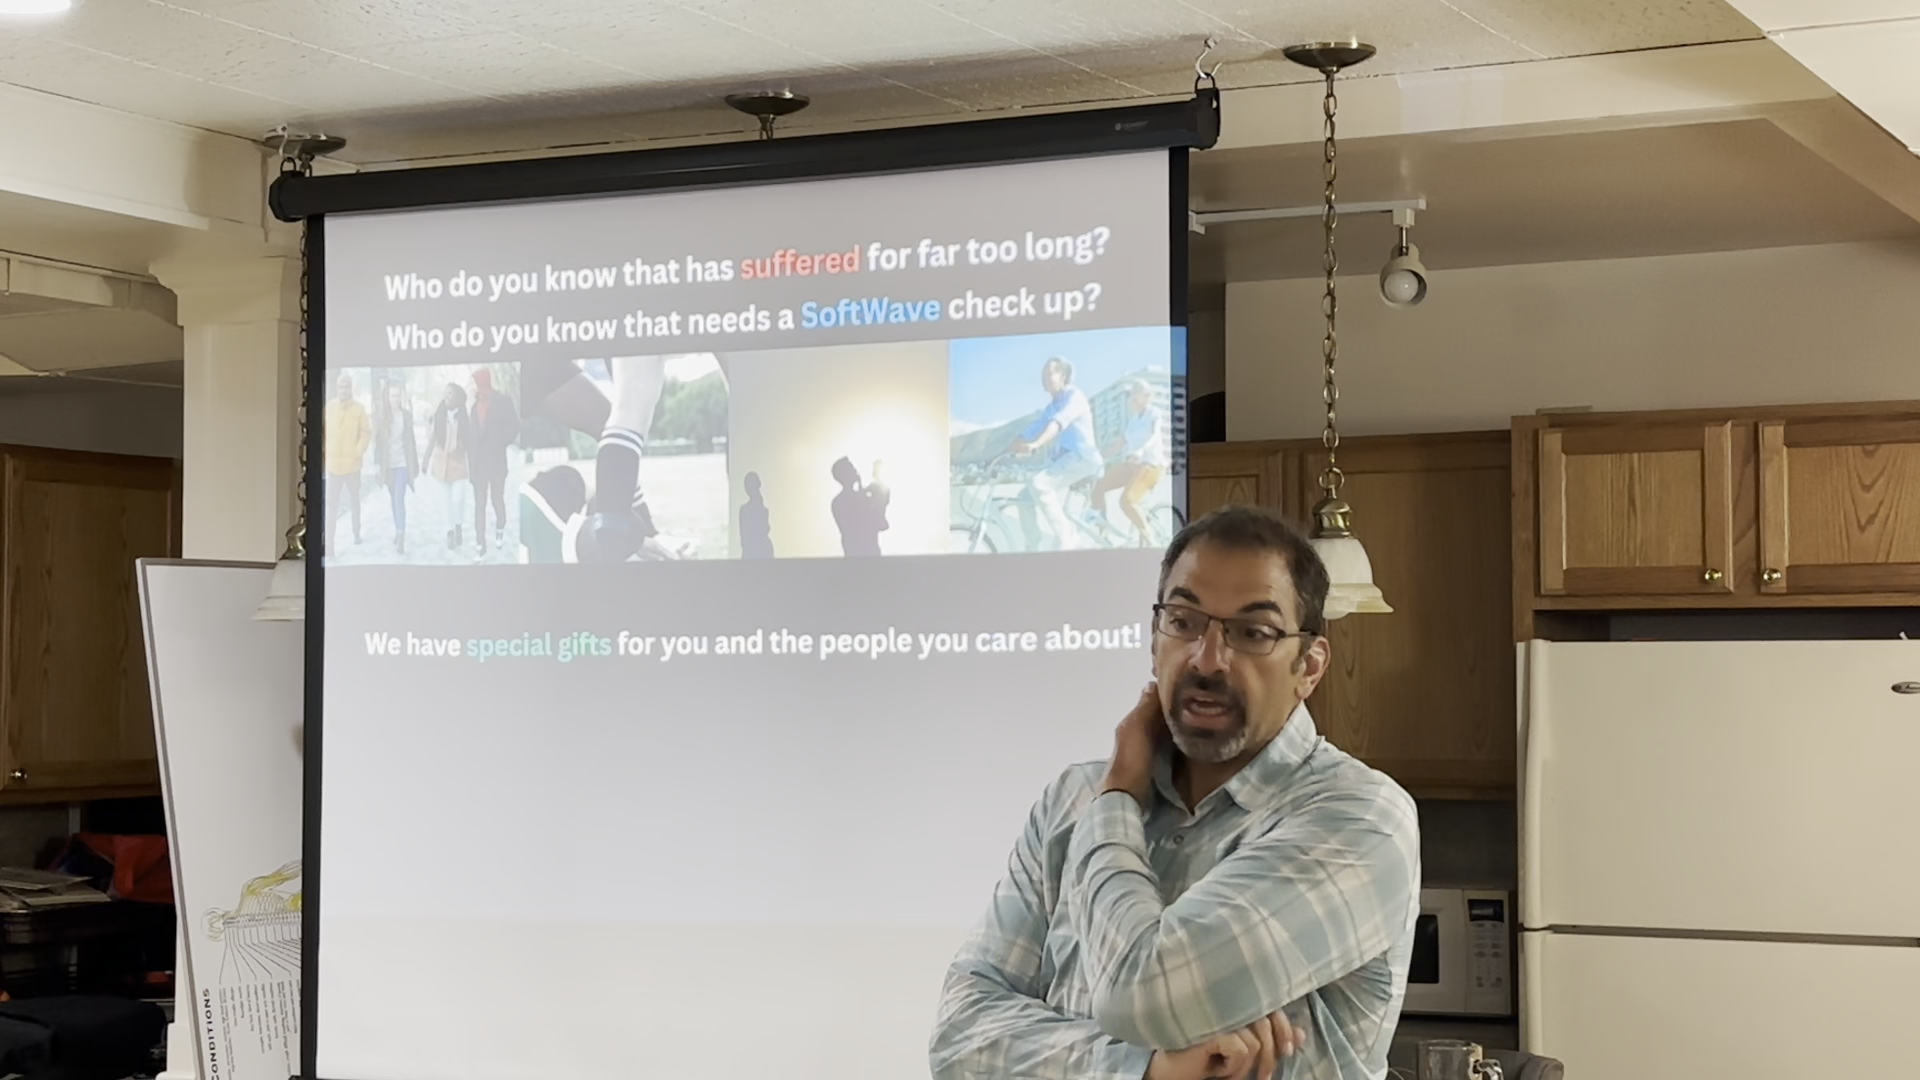 Who do you know that has suffered for far too long?
Who do you know that needs a SoftWave check up?
We have special gifts for you and the people you care about!
CONDITIONS